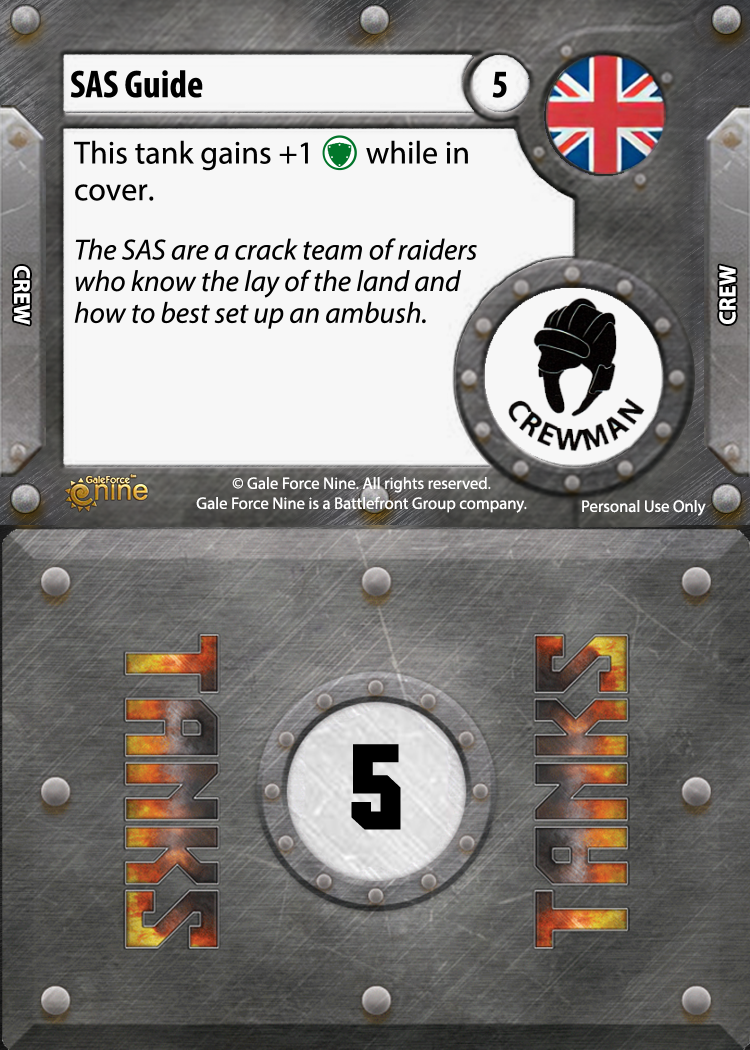 SAS Guide
5
This tank gains +1 while in
cover.
The SAS are a crack team of raiders
who know the lay of the land and
how to best set up an ambush.
CREW
CREW
CREWMAN
GaleForce™
nine
© Gale Force Nine. All rights reserved.
Gale Force Nine is a Battlefront Group company.
Personal Use Only
TANKS
5
TANKS